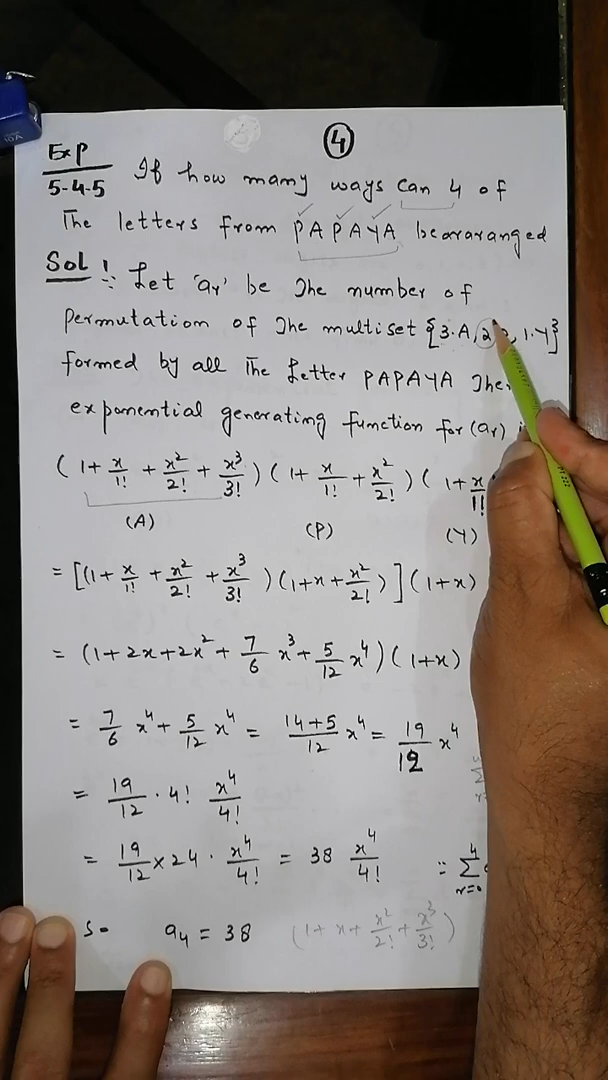 4
Exp
5-4-5 If how many ways can 4 of
The letters from PAPAYA beararanged
Sol! Let 'ar' be The number of
permutation of The multiset {3.A, 2 , 1.Y}
formed by all The Letter PAPAYA
exponential generating function for (ar)
(1+x/1! + x²/2! + x³/3!) (1+ x/1! + x²/2!) (1+x/1!
(A) (P) (Y)
= [(1+ x/1! + x²/2! + x³/3!)(1+x+x²/2!)](1+x)
= (1+2x+2x²+ 7/6 x³+ 5/12 x⁴)(1+x)
= 7/6 x⁴+ 5/12 x⁴ = 14+5/12 x⁴= 19/12 x⁴
= 19/12 . 4! x⁴/4!
= 19/12 x24 . x⁴/4! = 38 x⁴/4! = Σ⁴r=0
So a₄ = 38 (1+x+ x²/2! + x³/3!)